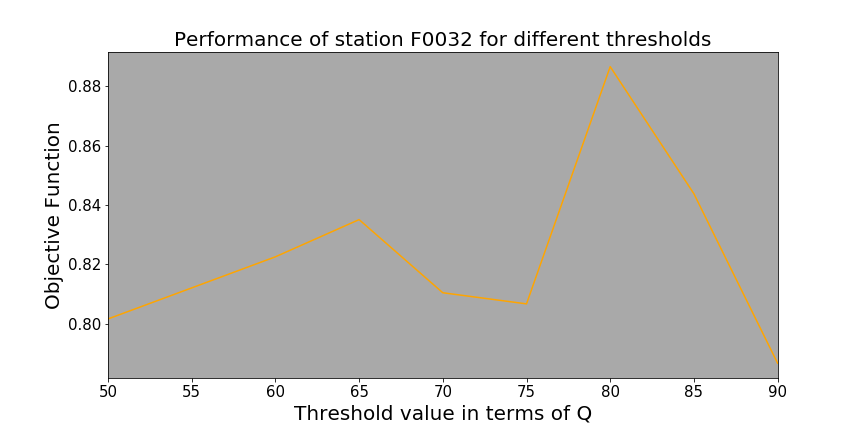 Performance of station F0032 for different thresholds
Objective Function
0.88
0.86
0.84
0.82
0.80
50 55 60 65 70 75 80 85 90
Threshold value in terms of Q